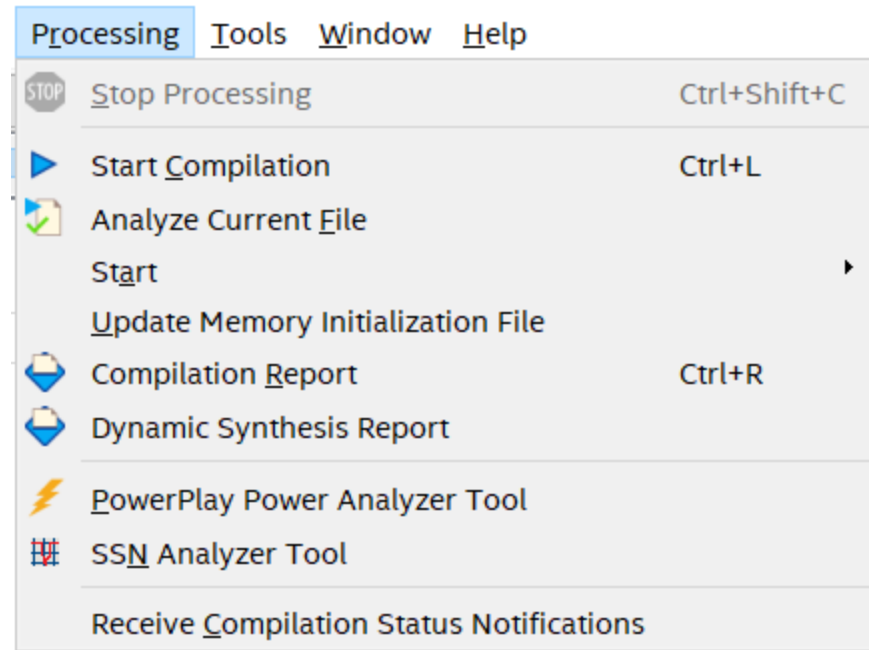 Processing Tools Window Help
STOP Stop Processing Ctrl+Shift+C
Start Compilation Ctrl+L
Analyze Current File
Start
Update Memory Initialization File
Compilation Report Ctrl+R
Dynamic Synthesis Report
PowerPlay Power Analyzer Tool
SSN Analyzer Tool
Receive Compilation Status Notifications